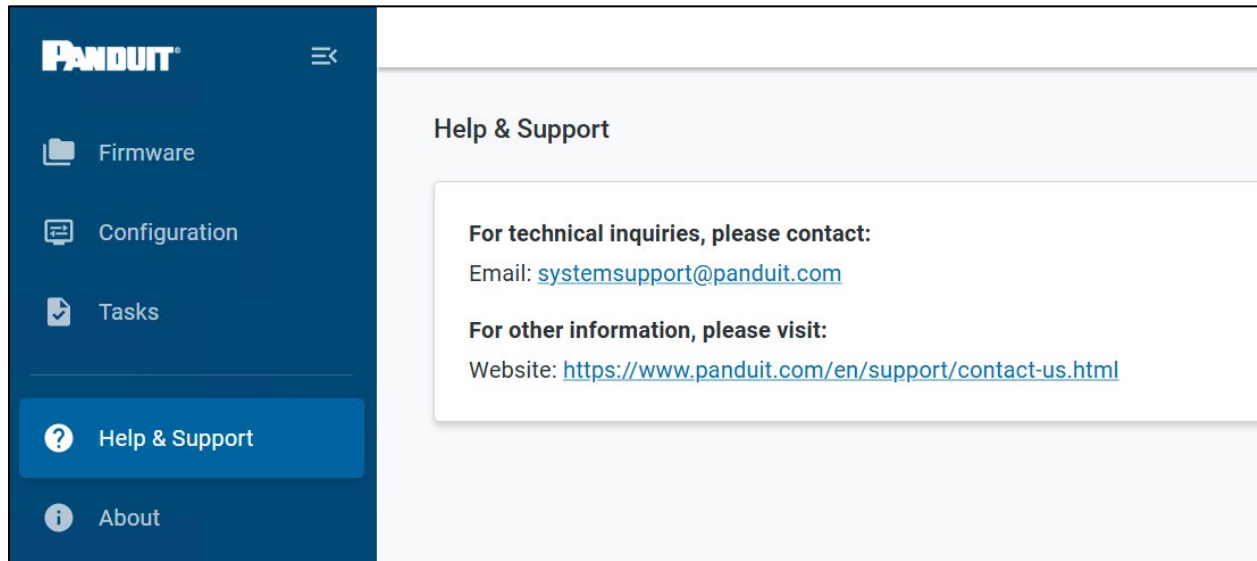 PANDUIT®
Firmware
Configuration
Tasks
Help & Support
About
Help & Support
For technical inquiries, please contact:
Email: systemsupport@panduit.com
For other information, please visit:
Website: https://www.panduit.com/en/support/contact-us.html